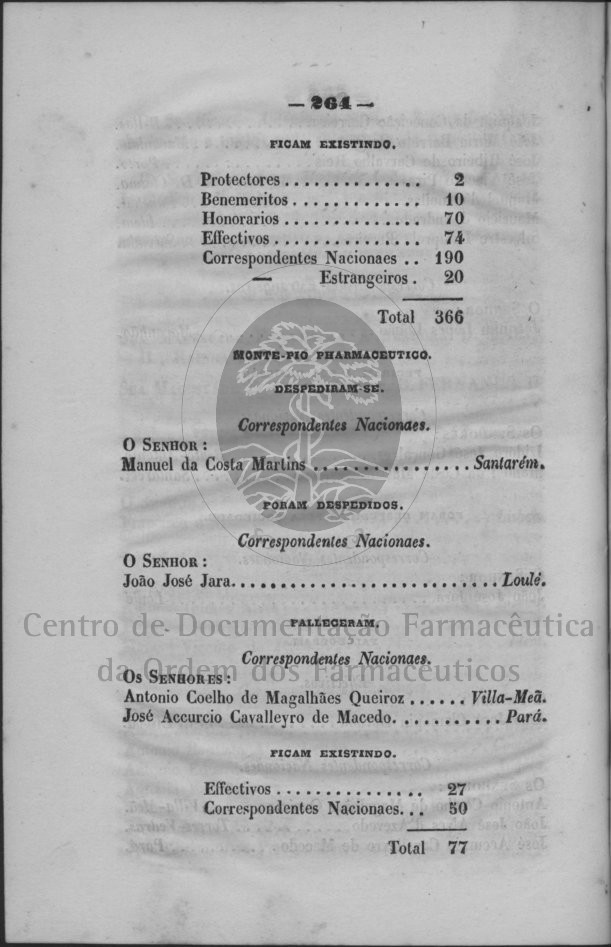 — 264 —
FICAM EXISTINDO.
Protectores............... 2
Benemeritos.............. 10
Honorarios............... 70
Effectivos................ 74
Correspondentes Nacionaes .. 190
— Estrangeiros. 20
Total 366
MONTE-PIO PHARMACEUTICO.
DESPEDIRAM-SE.
Correspondentes Nacionaes.
O SENHOR:
Manuel da Costa Martins ................ Santarém.
FORAM DESPEDIDOS.
Correspondentes Nacionaes.
O SENHOR:
João José Jara........................... Loulé.
Centro de Documentação Farmacêutica
FALLECERAM.
Correspondentes Nacionaes.
da Ordem dos Farmacêuticos
OS SENHORES:
Antonio Coelho de Magalhães Queiroz ...... Villa-Meã.
José Accurcio Cavalleyro de Macedo........... Pará.
FICAM EXISTINDO.
Effectivos............... 27
Correspondentes Nacionaes... 50
Total 77